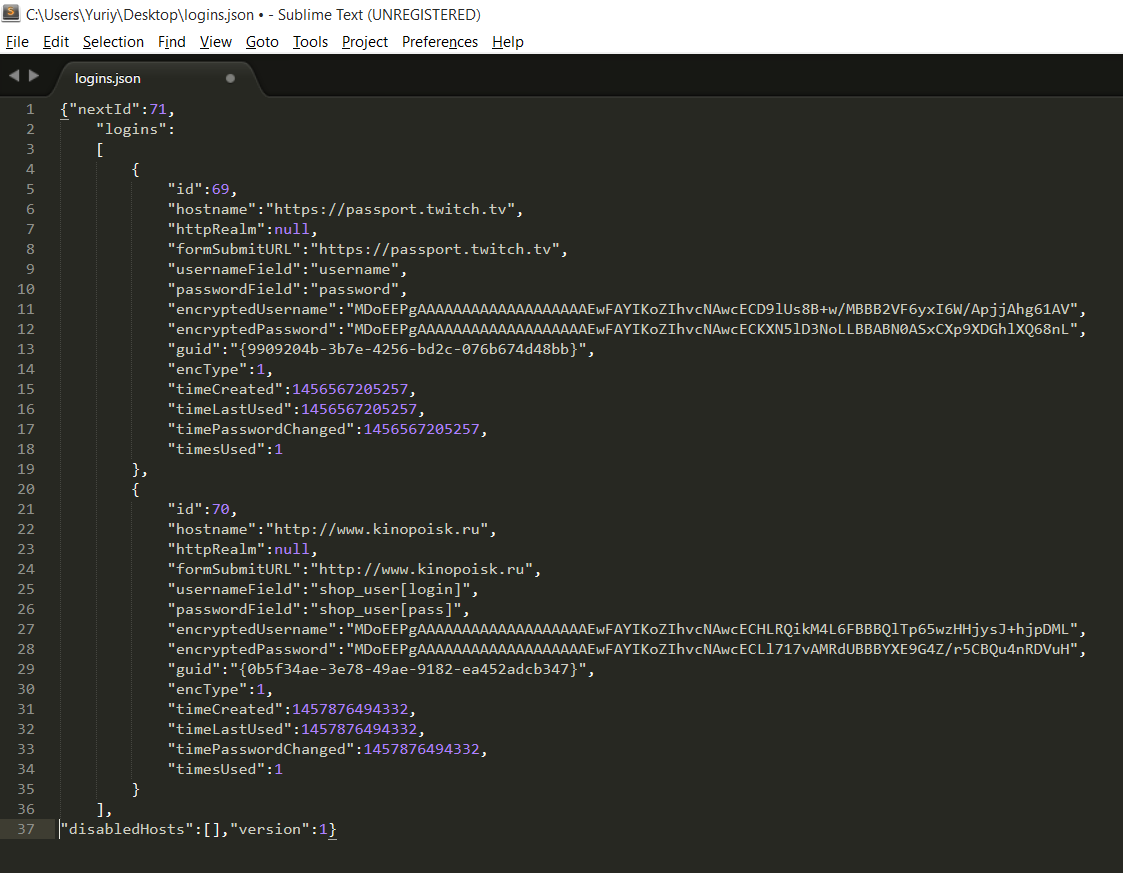 C:\Users\Yuriy\Desktop\logins.json • - Sublime Text (UNREGISTERED)
File Edit Selection Find View Goto Tools Project Preferences Help
logins.json
1 {"nextId":71,
2 "logins":
3 [
4 {
5 "id":69,
6 "hostname":"https://passport.twitch.tv",
7 "httpRealm":null,
8 "formSubmitURL":"https://passport.twitch.tv",
9 "usernameField":"username",
10 "passwordField":"password",
11 "encryptedUsername":"MDoEEPgAAAAAAAAAAAAAAAAAAAEwFAYIKoZIhvcNAwcECD9lUs8B+w/MBBB2VF6yxI6W/ApjjAhg61AV",
12 "encryptedPassword":"MDoEEPgAAAAAAAAAAAAAAAAAAAEwFAYIKoZIhvcNAwcECKXN5lD3NoLLBBABN0ASxCXp9XDGhlXQ68nL",
13 "guid":"{9909204b-3b7e-4256-bd2c-076b674d48bb}",
14 "encType":1,
15 "timeCreated":1456567205257,
16 "timeLastUsed":1456567205257,
17 "timePasswordChanged":1456567205257,
18 "timesUsed":1
19 },
20 {
21 "id":70,
22 "hostname":"http://www.kinopoisk.ru",
23 "httpRealm":null,
24 "formSubmitURL":"http://www.kinopoisk.ru",
25 "usernameField":"shop_user[login]",
26 "passwordField":"shop_user[pass]",
27 "encryptedUsername":"MDoEEPgAAAAAAAAAAAAAAAAAAAEwFAYIKoZIhvcNAwcECHLRQikM4L6FBBBQlTp65wzHHjysJ+hjpDML",
28 "encryptedPassword":"MDoEEPgAAAAAAAAAAAAAAAAAAAEwFAYIKoZIhvcNAwcECLl717vAMRdUBBBYXE9G4Z/r5CBQu4nRDVuH",
29 "guid":"{0b5f34ae-3e78-49ae-9182-ea452adcb347}",
30 "encType":1,
31 "timeCreated":1457876494332,
32 "timeLastUsed":1457876494332,
33 "timePasswordChanged":1457876494332,
34 "timesUsed":1
35 }
36 ],
37 "disabledHosts":[],"version":1}